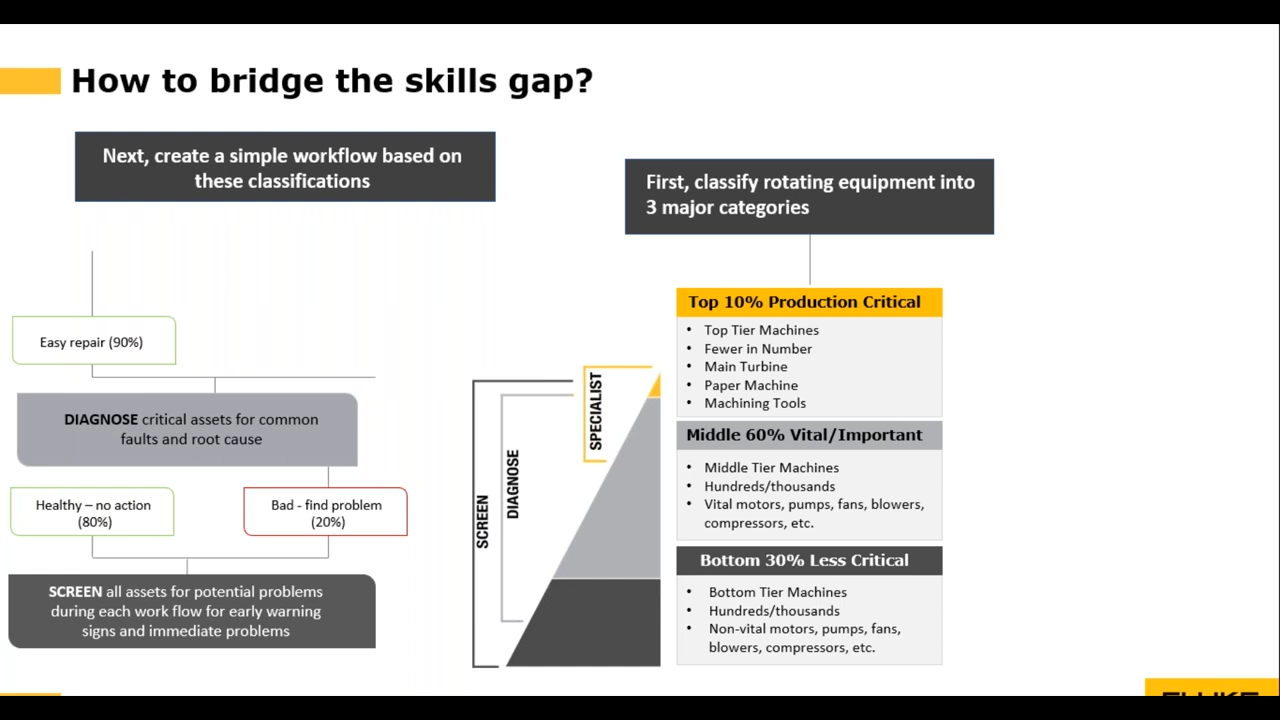 How to bridge the skills gap?
Next, create a simple workflow based on
these classifications
First, classify rotating equipment into
3 major categories
Easy repair (90%)
DIAGNOSE critical assets for common
faults and root cause
Healthy – no action
(80%)
Bad - find problem
(20%)
SCREEN all assets for potential problems
during each work flow for early warning
signs and immediate problems
SCREEN
DIAGNOSE
SPECIALIST
Top 10% Production Critical
• Top Tier Machines
• Fewer in Number
• Main Turbine
• Paper Machine
• Machining Tools
Middle 60% Vital/Important
• Middle Tier Machines
• Hundreds/thousands
• Vital motors, pumps, fans, blowers,
compressors, etc.
Bottom 30% Less Critical
• Bottom Tier Machines
• Hundreds/thousands
• Non-vital motors, pumps, fans,
blowers, compressors, etc.
FLUKE